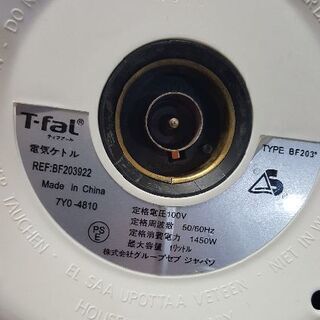 T-fal
ティファール
電気ケトル
REF:BF203922
Made in China
7Y0-4810
TYPE BF203*
PS
E
定格電圧100V
定格周波数 50/60Hz
定格消費電力 1450W
最大容量 1リットル
株式会社グループセブ ジャパン
TAUCHEN - EL SAA UPOTTAA VETEEN